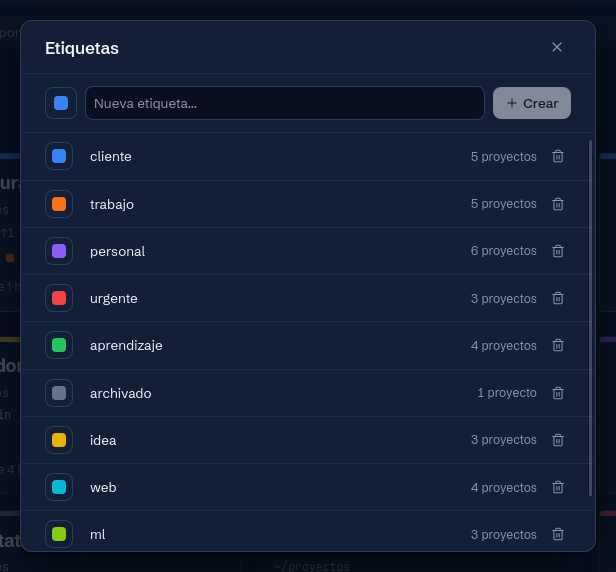 Etiquetas
Nueva etiqueta...
+ Crear
cliente 5 proyectos
trabajo 5 proyectos
personal 6 proyectos
urgente 3 proyectos
aprendizaje 4 proyectos
archivado 1 proyecto
idea 3 proyectos
web 4 proyectos
ml 3 proyectos
~/proyectos